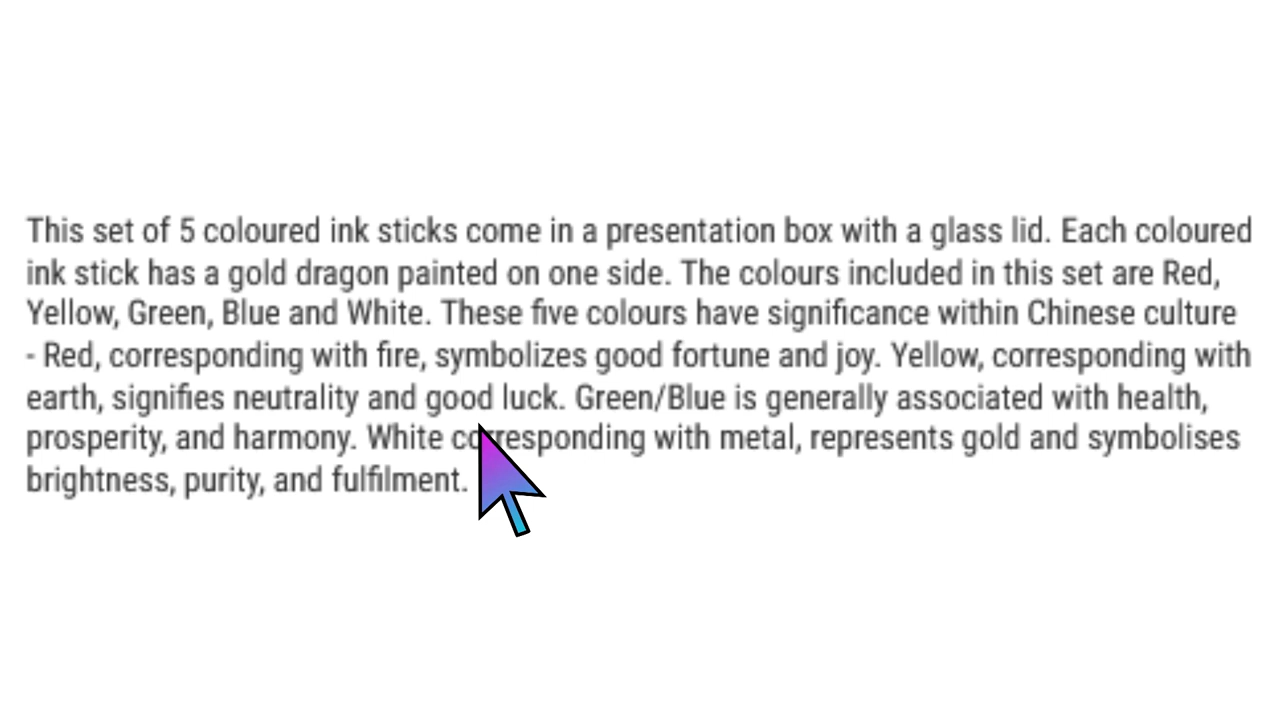 This set of 5 coloured ink sticks come in a presentation box with a glass lid. Each coloured
ink stick has a gold dragon painted on one side. The colours included in this set are Red,
Yellow, Green, Blue and White. These five colours have significance within Chinese culture
- Red, corresponding with fire, symbolizes good fortune and joy. Yellow, corresponding with
earth, signifies neutrality and good luck. Green/Blue is generally associated with health,
prosperity, and harmony. White corresponding with metal, represents gold and symbolises
brightness, purity, and fulfilment.